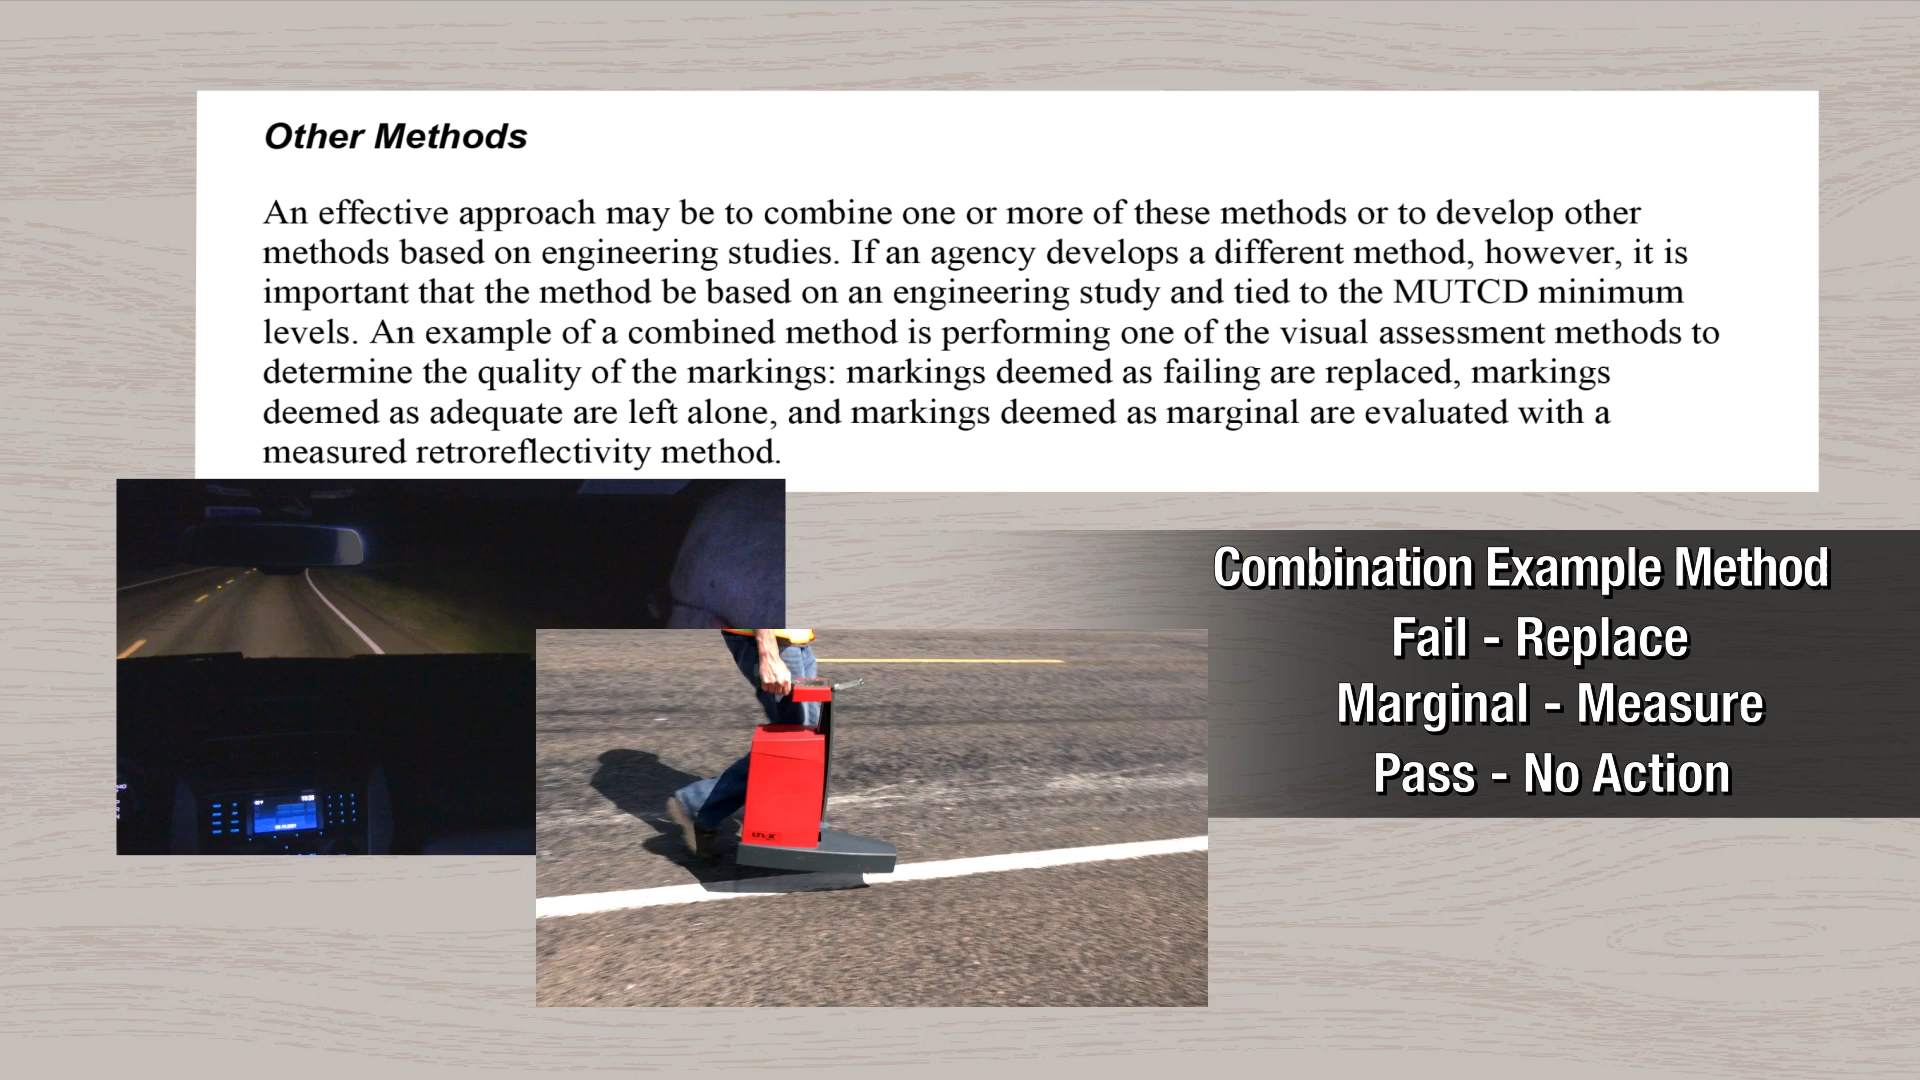 Other Methods
An effective approach may be to combine one or more of these methods or to develop other
methods based on engineering studies. If an agency develops a different method, however, it is
important that the method be based on an engineering study and tied to the MUTCD minimum
levels. An example of a combined method is performing one of the visual assessment methods to
determine the quality of the markings: markings deemed as failing are replaced, markings
deemed as adequate are left alone, and markings deemed as marginal are evaluated with a
measured retroreflectivity method.
Combination Example Method
Fail - Replace
Marginal - Measure
Pass - No Action
LTL-X